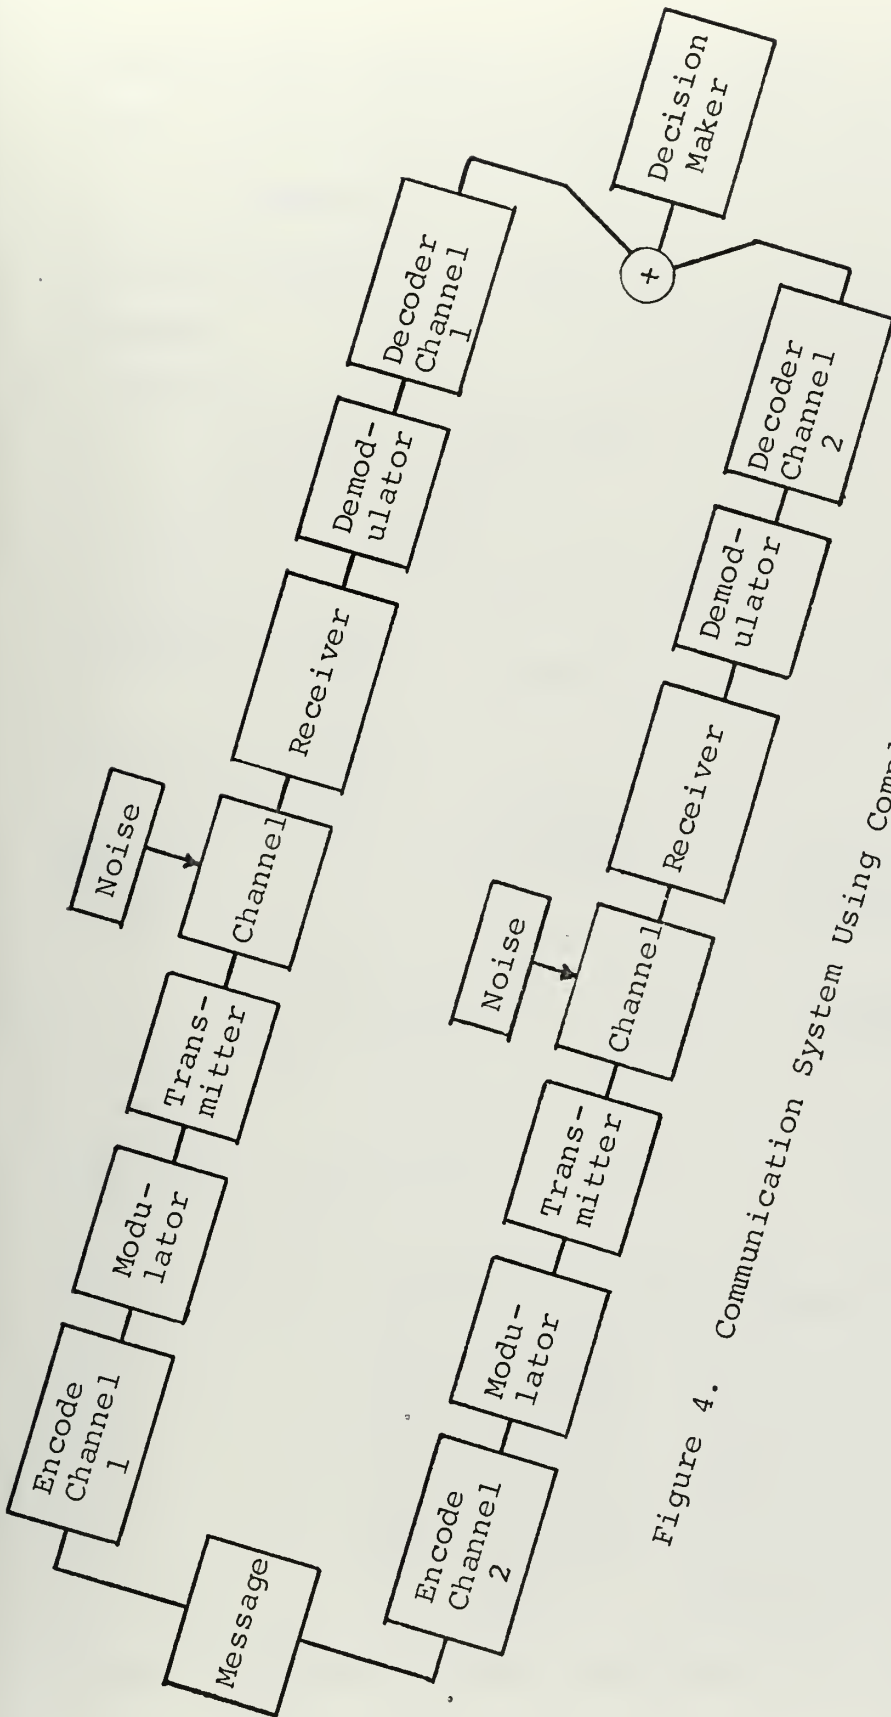 Message
Encode
Channel
1
Modu-
lator
Trans-
mitter
Noise
Channel
Receiver
Demod-
ulator
Decoder
Channel
1
Encode
Channel
2
Modu-
lator
Trans-
mitter
Noise
Channel
Receiver
Demod-
ulator
Decoder
Channel
2
+
Decision
Maker
Figure 4. Communication System Using